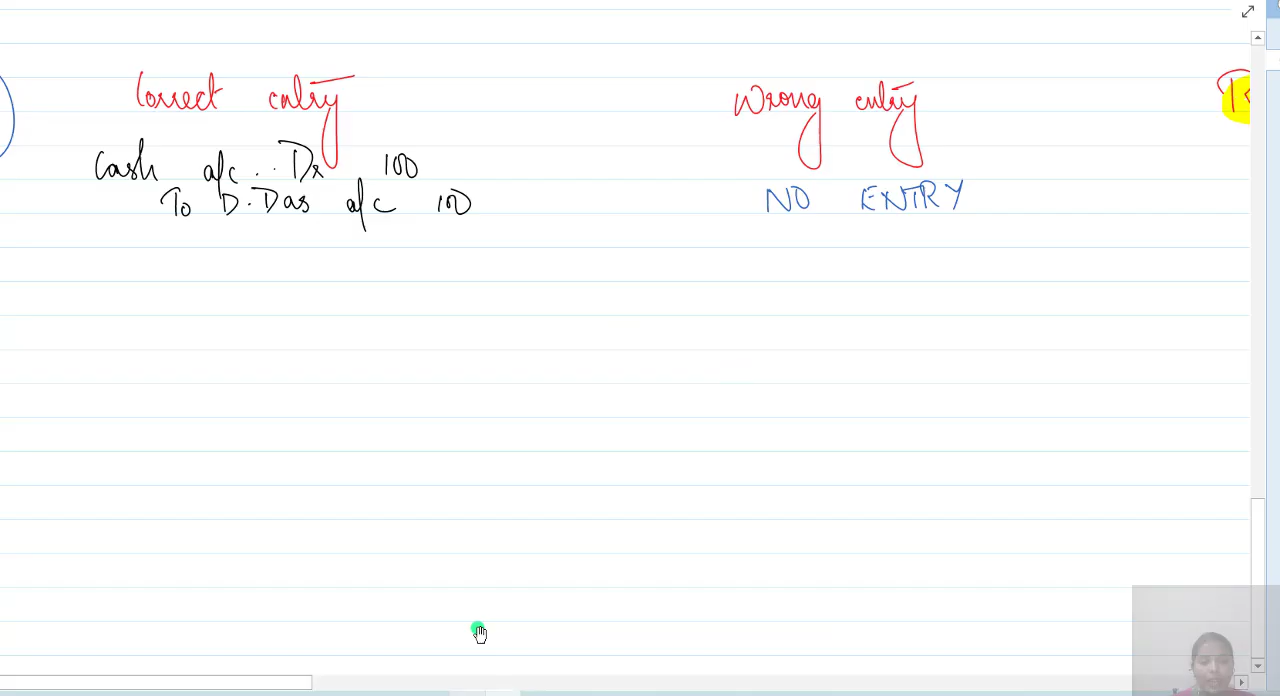 Correct entry
Wrong entry
Cash a/c .. Dr 100
To D. Das a/c 100
NO ENTRY